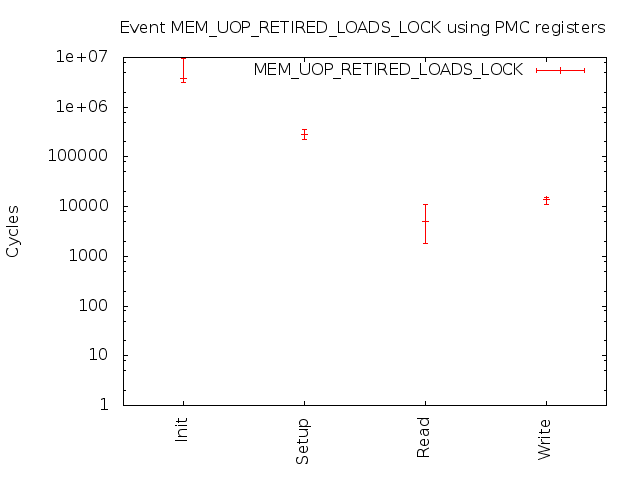 Event MEM_UOP_RETIRED_LOADS_LOCK using PMC registers
MEM_UOP_RETIRED_LOADS_LOCK
1e+07
1e+06
100000
10000
1000
100
10
1
Cycles
Init
Setup
Read
Write